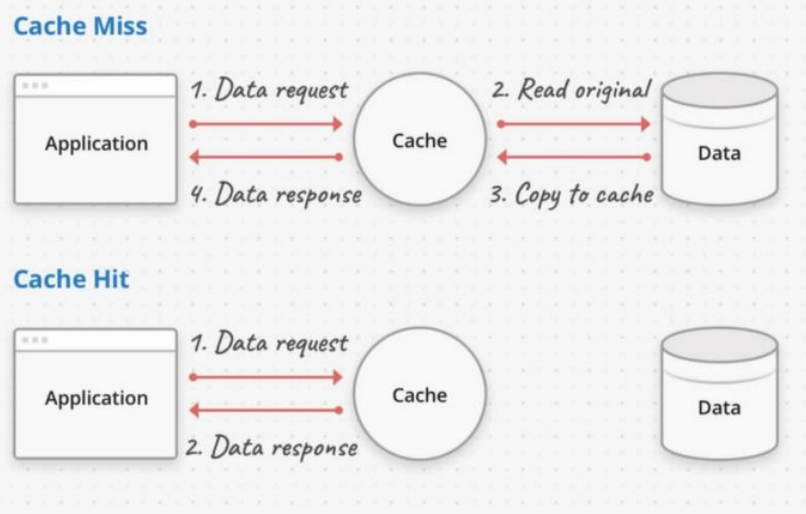 Cache Miss
1. Data request
2. Read original
Application
Cache
Data
4. Data response
3. Copy to cache
Cache Hit
1. Data request
Application
Cache
Data
2. Data response